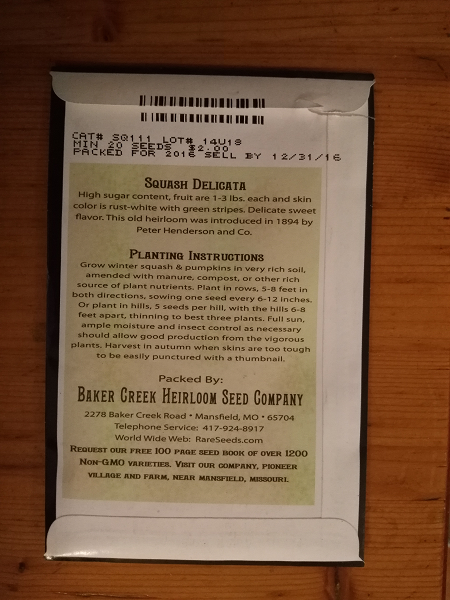 CAT# SQ111 LOT# 14U18
MIN 20 SEEDS $2.00
PACKED FOR 2016 SELL BY 12/31/16
SQUASH DELICATA
High sugar content, fruit are 1-3 lbs. each and skin
color is rust-white with green stripes. Delicate sweet
flavor. This old heirloom was introduced in 1894 by
Peter Henderson and Co.
PLANTING INSTRUCTIONS
Grow winter squash & pumpkins in very rich soil,
amended with manure, compost, or other rich
source of plant nutrients. Plant in rows, 5-8 feet in
both directions, sowing one seed every 6-12 inches.
Or plant in hills, 5 seeds per hill, with the hills 6-8
feet apart, thinning to best three plants. Full sun,
ample moisture and insect control as necessary
should allow good production from the vigorous
plants. Harvest in autumn when skins are too tough
to be easily punctured with a thumbnail.
Packed By:
BAKER CREEK HEIRLOOM SEED COMPANY
2278 Baker Creek Road • Mansfield, MO • 65704
Telephone Service: 417-924-8917
World Wide Web: RareSeeds.com
REQUEST OUR FREE 100 PAGE SEED BOOK OF OVER 1200
NON-GMO VARIETIES. VISIT OUR COMPANY, PIONEER
VILLAGE AND FARM, NEAR MANSFIELD, MISSOURI.